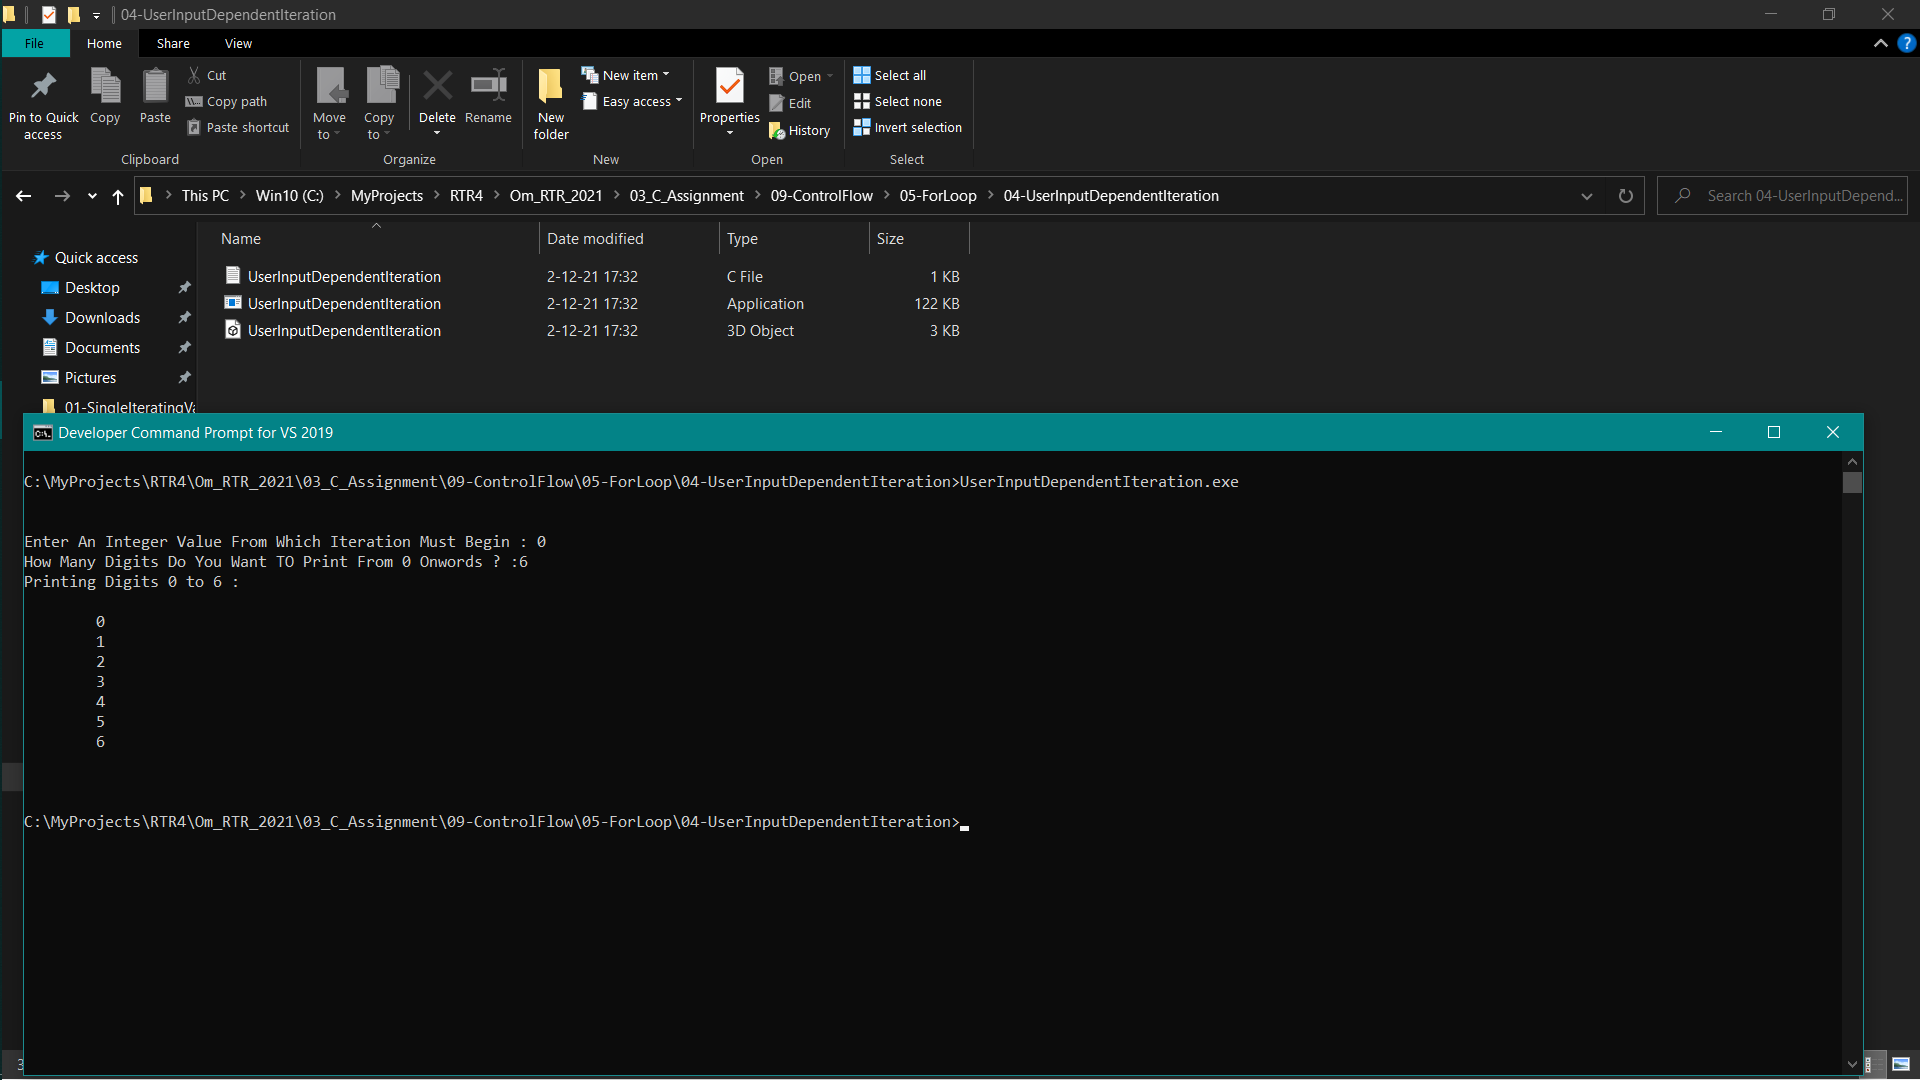 04-UserInputDependentIteration
File Home Share View
Pin to Quick access
Copy
Paste
Cut
Copy path
Paste shortcut
Clipboard
Move to
Copy to
Delete
Rename
Organize
New folder
New item
Easy access
New
Properties
Open
Edit
History
Open
Select all
Select none
Invert selection
Select
This PC > Win10 (C:) > MyProjects > RTR4 > Om_RTR_2021 > 03_C_Assignment > 09-ControlFlow > 05-ForLoop > 04-UserInputDependentIteration
Search 04-UserInputDepend...
Quick access
Desktop
Downloads
Documents
Pictures
01-SingleIteratingVa
Name Date modified Type Size
UserInputDependentIteration 2-12-21 17:32 C File 1 KB
UserInputDependentIteration 2-12-21 17:32 Application 122 KB
UserInputDependentIteration 2-12-21 17:32 3D Object 3 KB
Developer Command Prompt for VS 2019
C:\MyProjects\RTR4\Om_RTR_2021\03_C_Assignment\09-ControlFlow\05-ForLoop\04-UserInputDependentIteration>UserInputDependentIteration.exe
Enter An Integer Value From Which Iteration Must Begin : 0
How Many Digits Do You Want TO Print From 0 Onwords ? :6
Printing Digits 0 to 6 :
0
1
2
3
4
5
6
C:\MyProjects\RTR4\Om_RTR_2021\03_C_Assignment\09-ControlFlow\05-ForLoop\04-UserInputDependentIteration>
3